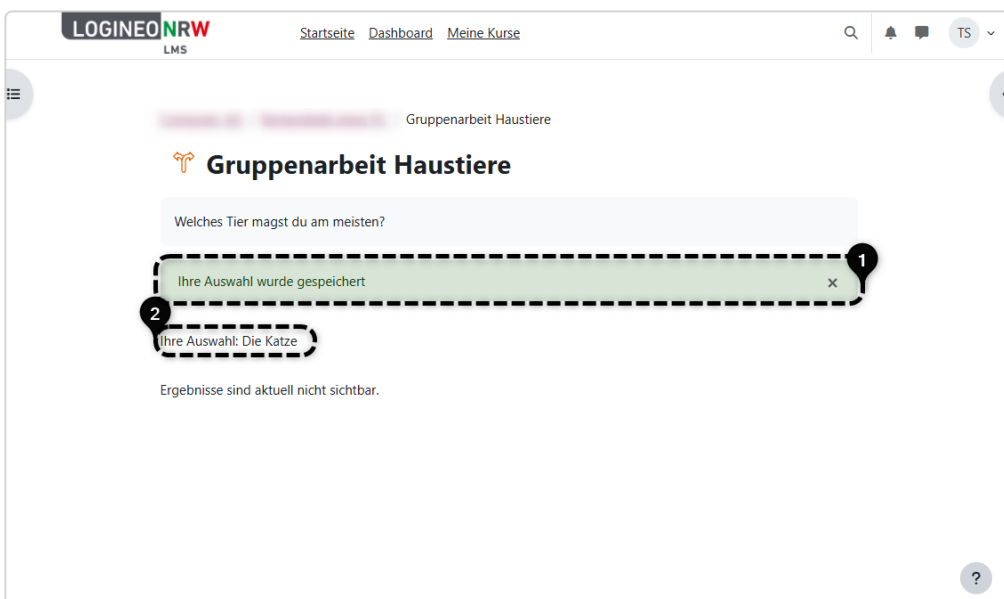 LOGINEO NRW
LMS
Startseite Dashboard Meine Kurse
TS
Gruppenarbeit Haustiere
Gruppenarbeit Haustiere
Welches Tier magst du am meisten?
1
Ihre Auswahl wurde gespeichert
2
Ihre Auswahl: Die Katze
Ergebnisse sind aktuell nicht sichtbar.
?